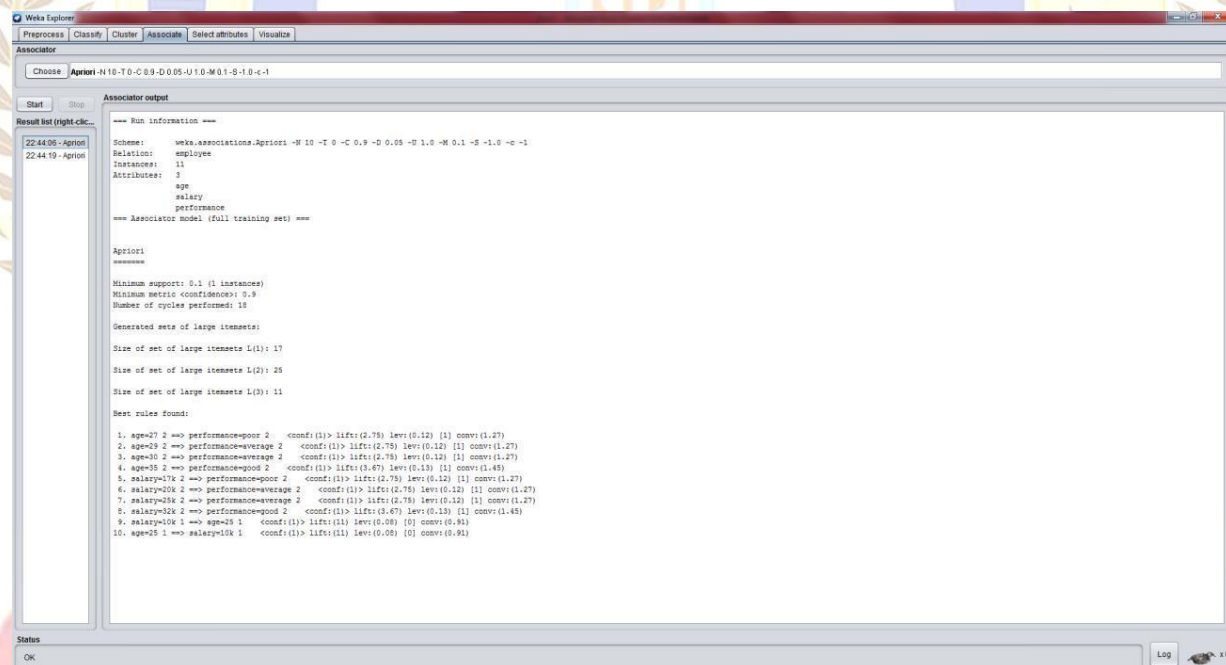 Weka Explorer
Preprocess Classify Cluster Associate Select attributes Visualize
Associator
Choose Apriori -N 10 -T 0 -C 0.9 -D 0.05 -U 1.0 -M 0.1 -S -1.0 -c -1
Start Stop
Result list (right-clic...
22:44:06 - Apriori
22:44:19 - Apriori
Associator output
=== Run information ===
Scheme: weka.associations.Apriori -N 10 -T 0 -C 0.9 -D 0.05 -U 1.0 -M 0.1 -S -1.0 -c -1
Relation: employee
Instances: 11
Attributes: 3
age
salary
performance
=== Associator model (full training set) ===
Apriori
=======
Minimum support: 0.1 (1 instances)
Minimum metric <confidence>: 0.9
Number of cycles performed: 18
Generated sets of large itemsets:
Size of set of large itemsets L(1): 17
Size of set of large itemsets L(2): 25
Size of set of large itemsets L(3): 11
Best rules found:
1. age=27 2 ==> performance=poor 2 <conf:(1)> lift:(2.75) lev:(0.12) [1] conv:(1.27)
2. age=29 2 ==> performance=average 2 <conf:(1)> lift:(2.75) lev:(0.12) [1] conv:(1.27)
3. age=30 2 ==> performance=average 2 <conf:(1)> lift:(2.75) lev:(0.12) [1] conv:(1.27)
4. age=35 2 ==> performance=good 2 <conf:(1)> lift:(3.67) lev:(0.13) [1] conv:(1.45)
5. salary=17k 2 ==> performance=poor 2 <conf:(1)> lift:(2.75) lev:(0.12) [1] conv:(1.27)
6. salary=20k 2 ==> performance=average 2 <conf:(1)> lift:(2.75) lev:(0.12) [1] conv:(1.27)
7. salary=25k 2 ==> performance=average 2 <conf:(1)> lift:(2.75) lev:(0.12) [1] conv:(1.27)
8. salary=32k 2 ==> performance=good 2 <conf:(1)> lift:(3.67) lev:(0.13) [1] conv:(1.45)
9. salary=10k 1 ==> age=25 1 <conf:(1)> lift:(11) lev:(0.08) [0] conv:(0.91)
10. age=25 1 ==> salary=10k 1 <conf:(1)> lift:(11) lev:(0.08) [0] conv:(0.91)
Status
OK
Log